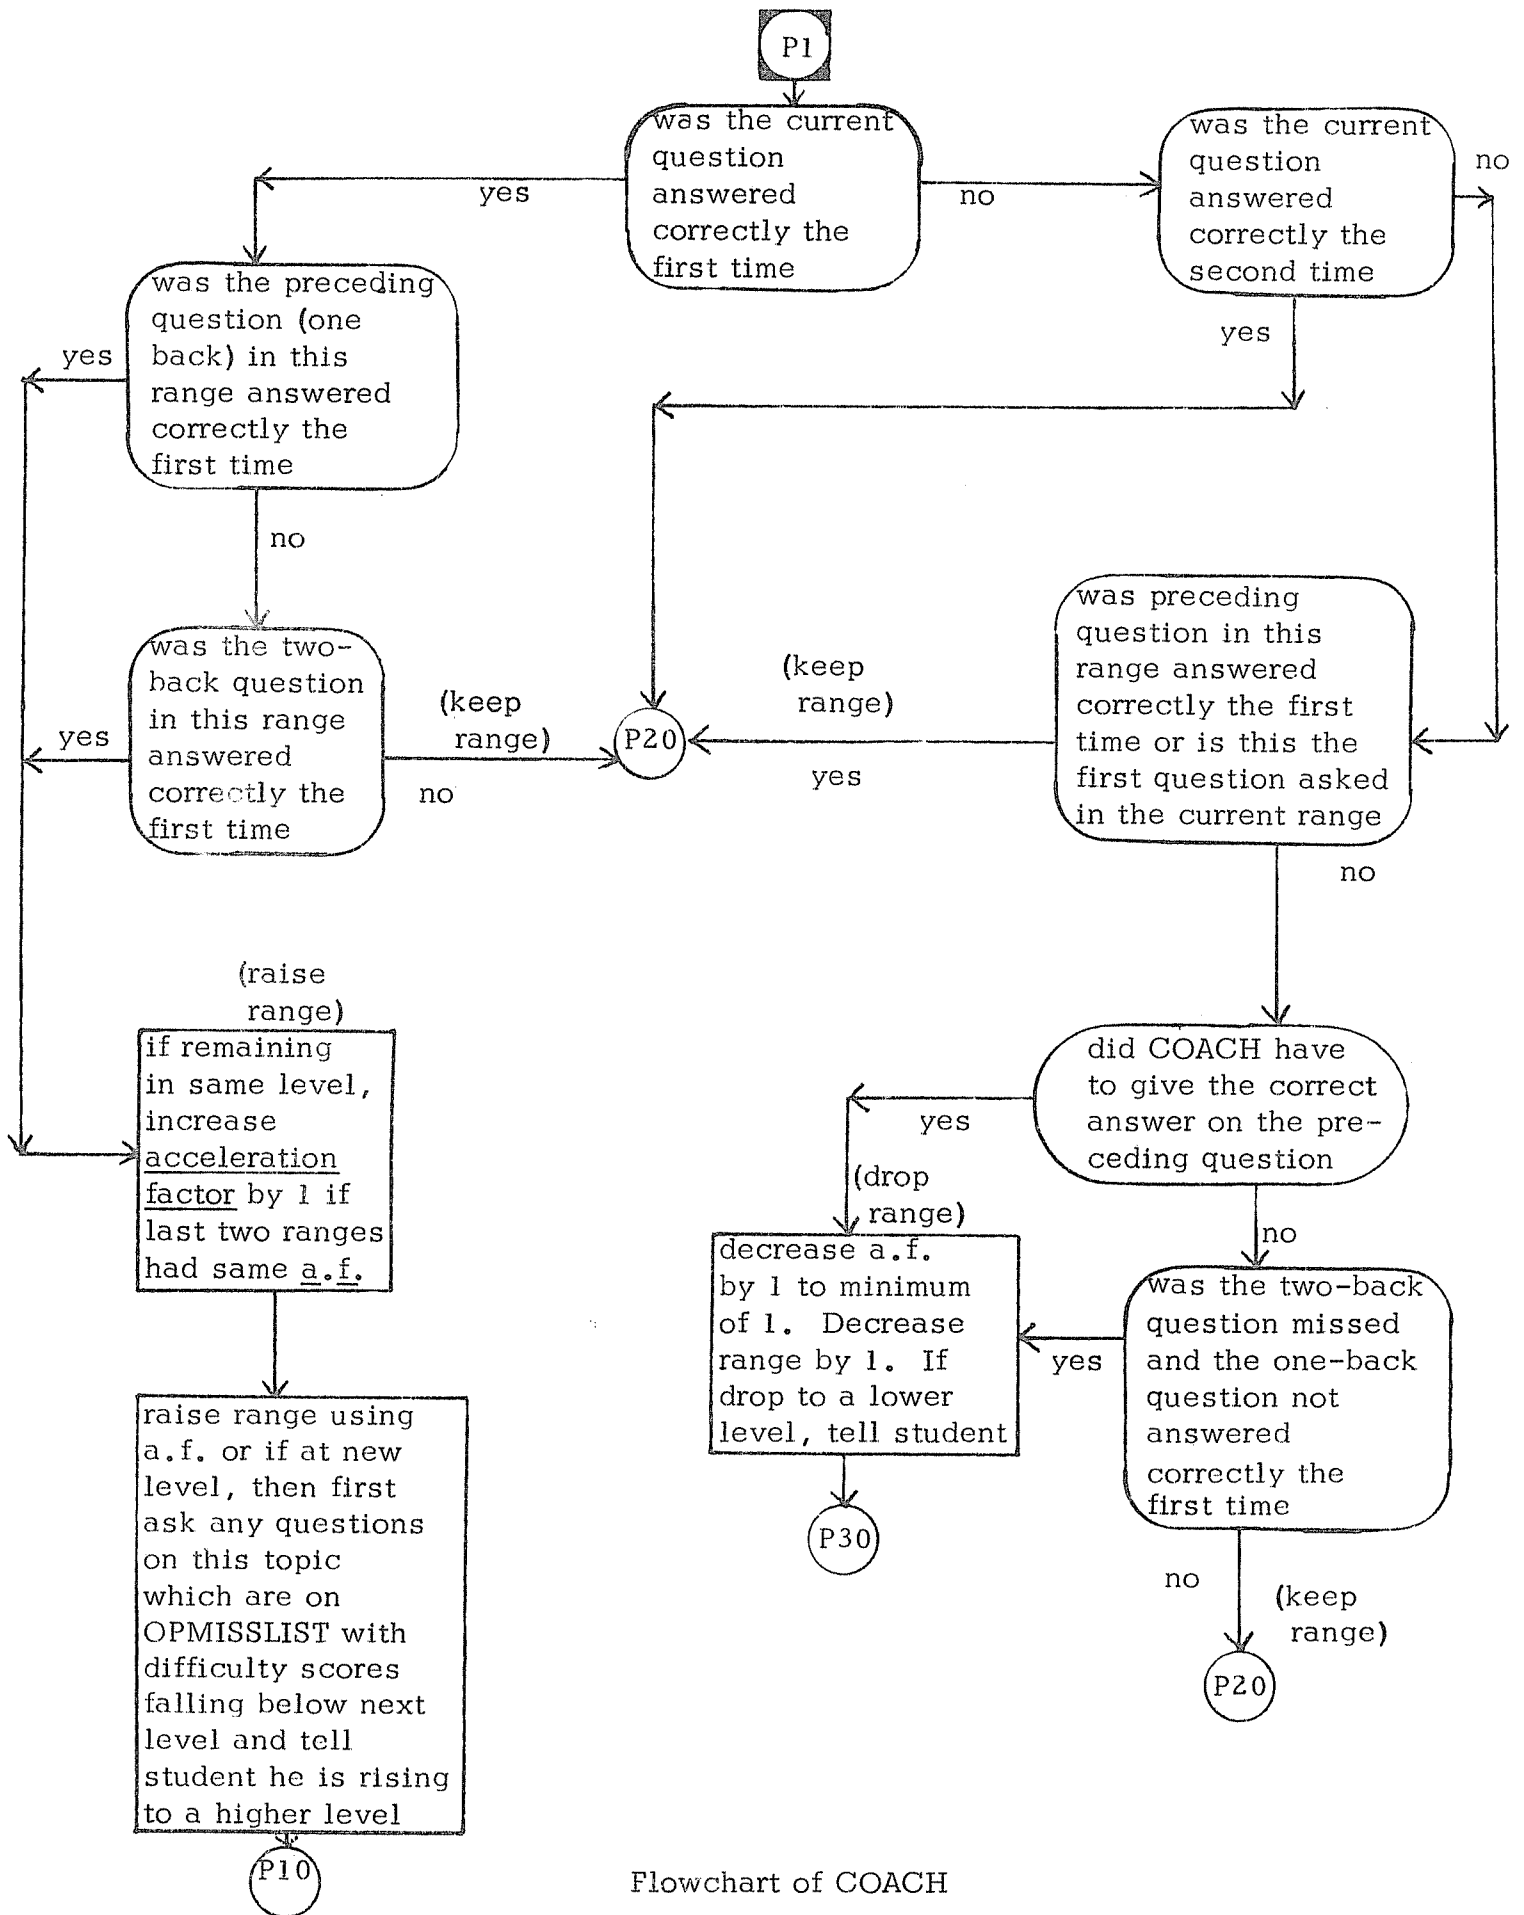 P1
was the current
question
answered
correctly the
first time
yes
no
was the current
question
answered
correctly the
second time
no
yes
was the preceding
question (one
back) in this
range answered
correctly the
first time
yes
no
was the two-
back question
in this range
answered
correctly the
first time
yes
(keep
range)
no
P20
(keep
range)
yes
was preceding
question in this
range answered
correctly the first
time or is this the
first question asked
in the current range
no
(raise
range)
if remaining
in same level,
increase
acceleration
factor by 1 if
last two ranges
had same a.f.
did COACH have
to give the correct
answer on the pre-
ceding question
yes
(drop
range)
no
decrease a.f.
by 1 to minimum
of 1. Decrease
range by 1. If
drop to a lower
level, tell student
yes
was the two-back
question missed
and the one-back
question not
answered
correctly the
first time
P30
no
(keep
range)
P20
raise range using
a.f. or if at new
level, then first
ask any questions
on this topic
which are on
OPMISSLIST with
difficulty scores
falling below next
level and tell
student he is rising
to a higher level
P10
Flowchart of COACH